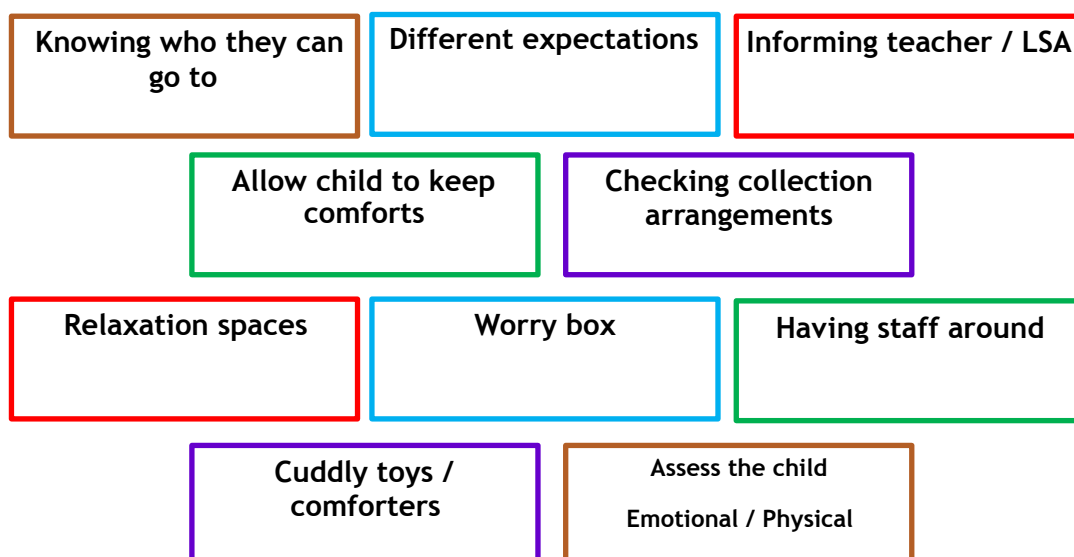 Knowing who they can
go to
Different expectations
Informing teacher / LSA
Allow child to keep
comforts
Checking collection
arrangements
Relaxation spaces
Worry box
Having staff around
Cuddly toys /
comforters
Assess the child
Emotional / Physical